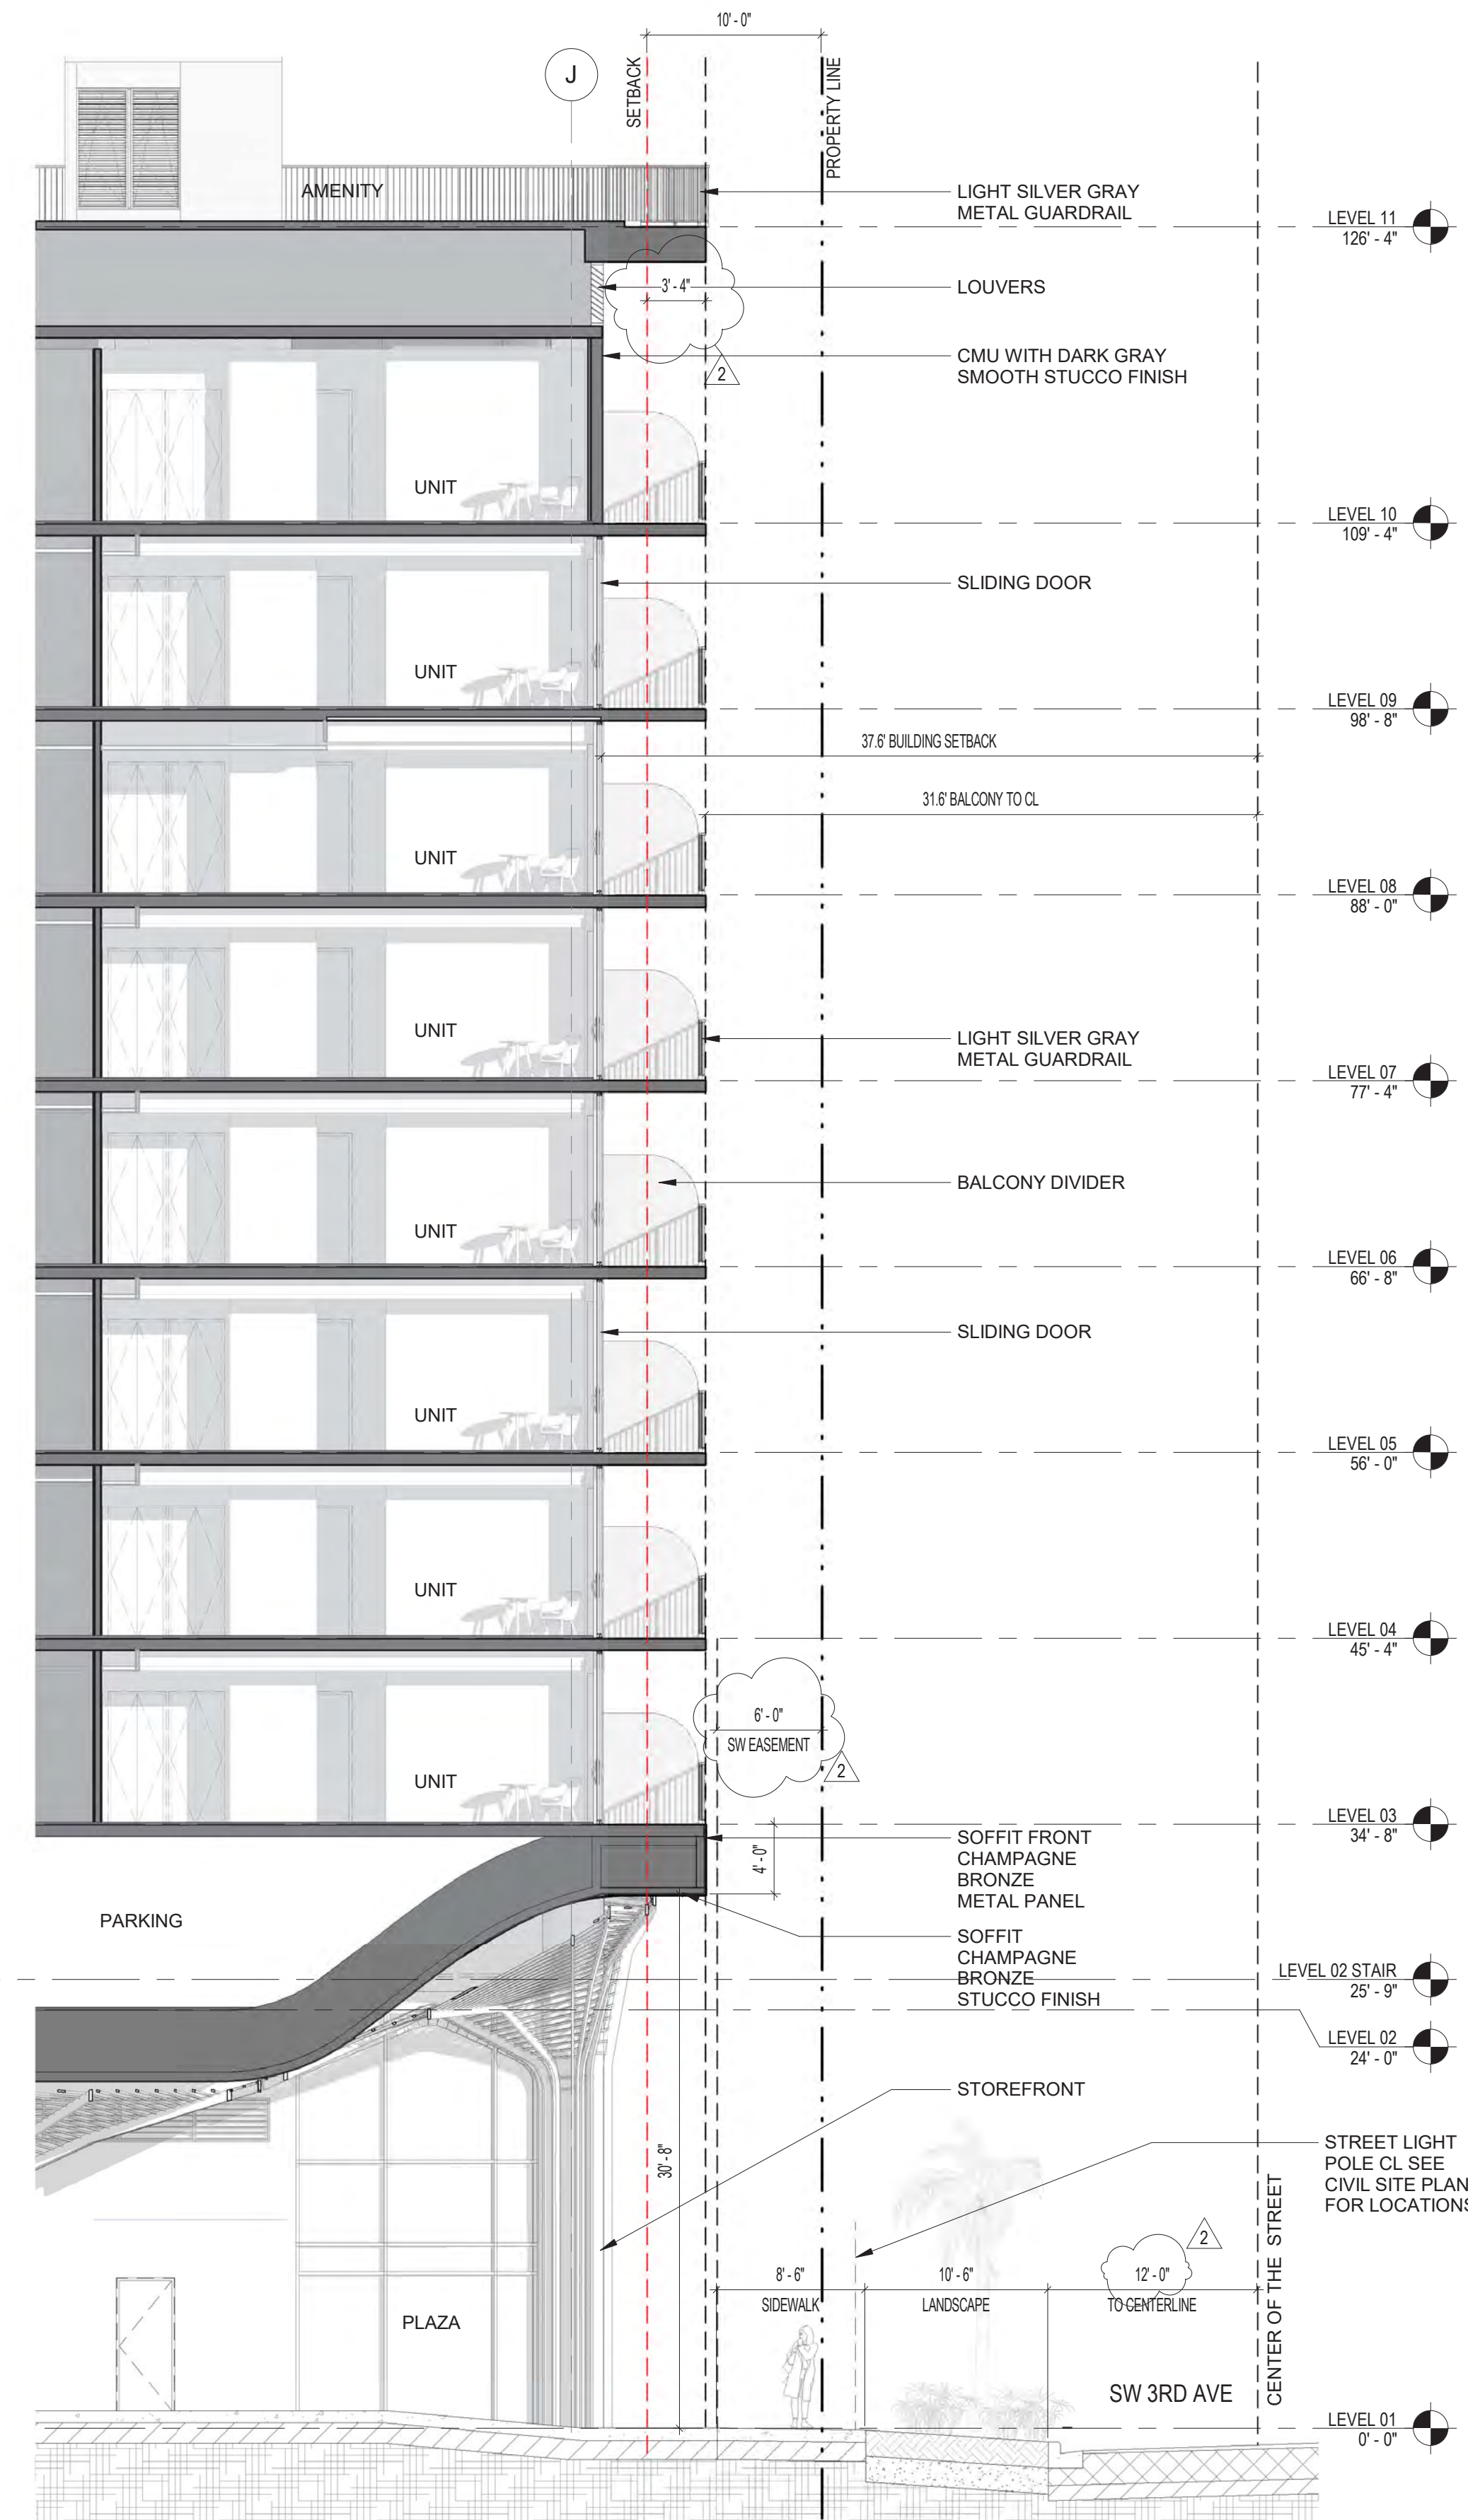 10' - 0"
J
SETBACK
PROPERTY LINE
AMENITY
LIGHT SILVER GRAY
METAL GUARDRAIL
LEVEL 11
126' - 4"
3' - 4"
LOUVERS
2
CMU WITH DARK GRAY
SMOOTH STUCCO FINISH
UNIT
LEVEL 10
109' - 4"
SLIDING DOOR
UNIT
LEVEL 09
98' - 8"
37.6' BUILDING SETBACK
31.6' BALCONY TO CL
UNIT
LEVEL 08
88' - 0"
UNIT
LIGHT SILVER GRAY
METAL GUARDRAIL
LEVEL 07
77' - 4"
BALCONY DIVIDER
UNIT
LEVEL 06
66' - 8"
SLIDING DOOR
UNIT
LEVEL 05
56' - 0"
UNIT
LEVEL 04
45' - 4"
6' - 0"
SW EASEMENT
2
UNIT
LEVEL 03
34' - 8"
4' - 0"
SOFFIT FRONT
CHAMPAGNE
BRONZE
METAL PANEL
PARKING
SOFFIT
CHAMPAGNE
BRONZE
STUCCO FINISH
LEVEL 02 STAIR
25' - 9"
LEVEL 02
24' - 0"
STOREFRONT
30' - 8"
STREET LIGHT
POLE CL SEE
CIVIL SITE PLAN
FOR LOCATIONS
2
8' - 6"
SIDEWALK
10' - 6"
LANDSCAPE
12' - 0"
TO CENTERLINE
CENTER OF THE STREET
PLAZA
SW 3RD AVE
LEVEL 01
0' - 0"